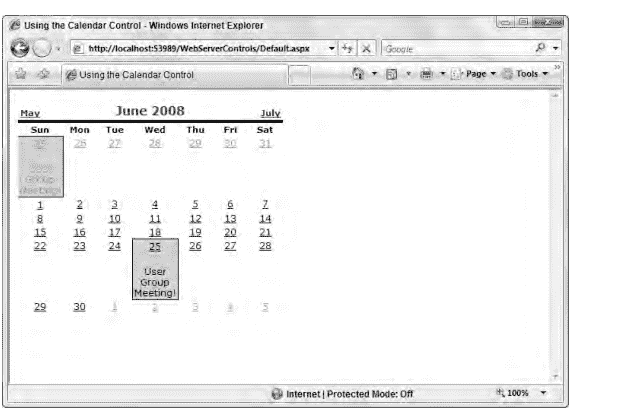 Using the Calendar Control - Windows Internet Explorer
http://localhost:53989/WebServerControls/Default.aspx
Google
Using the Calendar Control
Page
Tools
May June 2008 July
Sun Mon Tue Wed Thu Fri Sat
25 26 27 28 29 30 31
User
Group
Meeting!
1 2 3 4 5 6 7
8 9 10 11 12 13 14
15 16 17 18 19 20 21
22 23 24 25 26 27 28
User
Group
Meeting!
29 30 1 2 3 4 5
Internet | Protected Mode: Off
100%